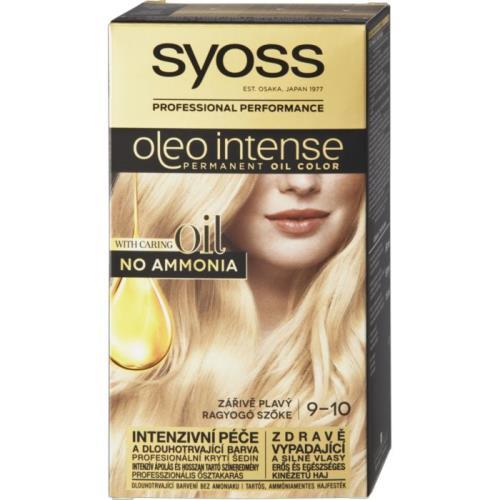 syoss
EST. OSAKA, JAPAN 1977
PROFESSIONAL PERFORMANCE
oleo intense
PERMANENT OIL COLOR
WITH CARING oil
NO AMMONIA
ZÁŘIVĚ PLAVÝ
RAGYOGÓ SZŐKE 9-10
INTENZIVNÍ PÉČE
A DLOUHOTRVAJÍCÍ BARVA
PROFESIONÁLNÍ KRYTÍ ŠEDIN
INTENZÍV ÁPOLÁS ÉS HOSSZAN TARTÓ SZÍNEREDMÉNY
PROFESSZIONÁLIS ŐSZTAKARÁS
ZDRAVĚ
VYPADAJÍCÍ
A SILNÉ VLASY
ERŐS ÉS EGÉSZSÉGES
KINÉZETŰ HAJ
DLOUHOTRVAJÍCÍ BARVENÍ BEZ AMONIAKU | TARTÓS, AMMÓNIAMENTES HAJFESTÉK